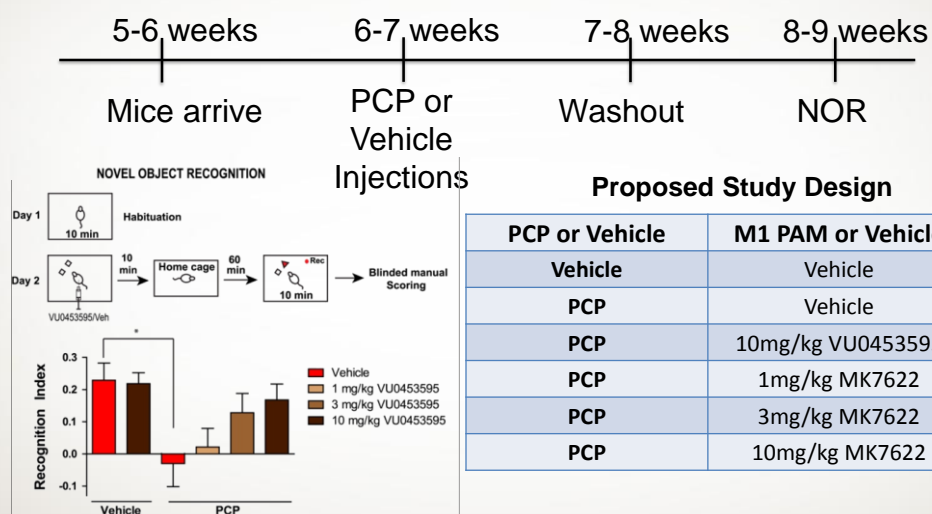 5-6 weeks 6-7 weeks 7-8 weeks 8-9 weeks
Mice arrive
PCP or
Vehicle
Injections
Washout
NOR
NOVEL OBJECT RECOGNITION
Day 1
10 min
Habituation
Day 2
VU0453595/Veh
10
min
Home cage
60
min
*Rec
10 min
Blinded manual
Scoring
*
Recognition Index
0.3
0.2
0.1
0.0
-0.1
Vehicle
1 mg/kg VU0453595
3 mg/kg VU0453595
10 mg/kg VU0453595
Vehicle PCP
Proposed Study Design
PCP or Vehicle M1 PAM or Vehicl
Vehicle Vehicle
PCP Vehicle
PCP 10mg/kg VU045359
PCP 1mg/kg MK7622
PCP 3mg/kg MK7622
PCP 10mg/kg MK7622